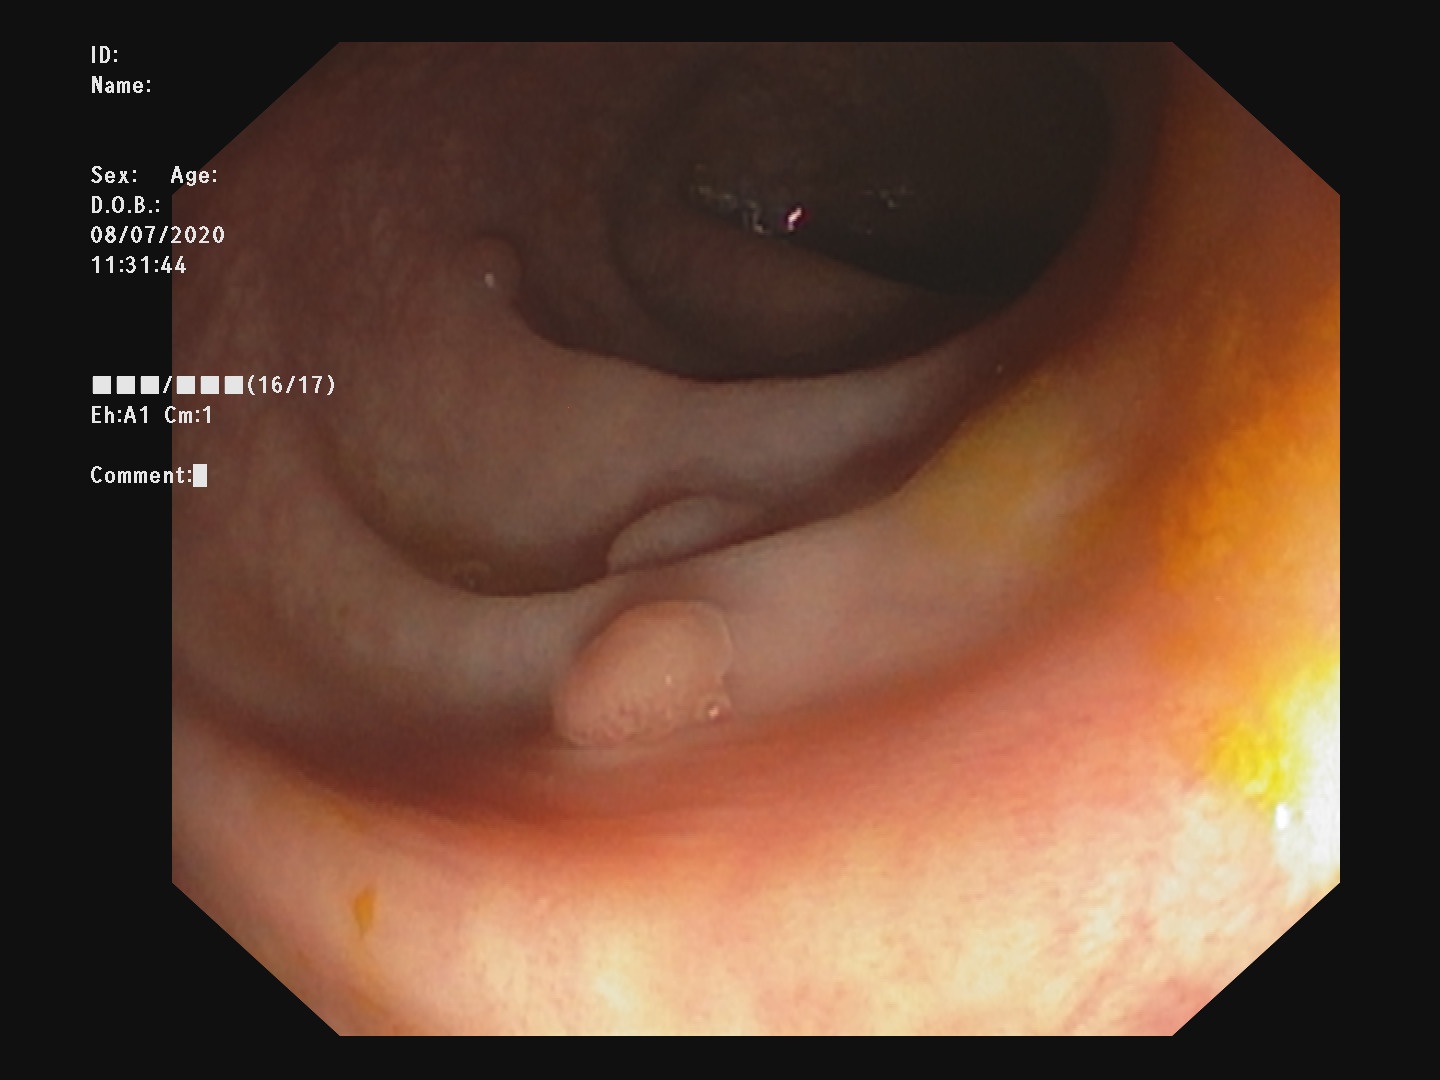 ID:
Name:
Sex: Age:
D.O.B.:
08/07/2020
11:31:44
■■■/■■■(16/17)
Eh:A1 Cm:1
Comment: